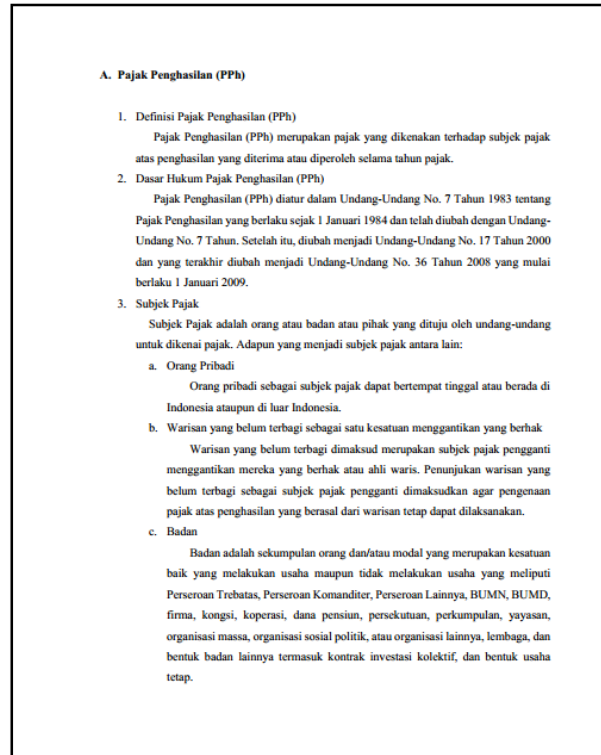 A. Pajak Penghasilan (PPh)
1. Definisi Pajak Penghasilan (PPh)
Pajak Penghasilan (PPh) merupakan pajak yang dikenakan terhadap subjek pajak
atas penghasilan yang diterima atau diperoleh selama tahun pajak.
2. Dasar Hukum Pajak Penghasilan (PPh)
Pajak Penghasilan (PPh) diatur dalam Undang-Undang No. 7 Tahun 1983 tentang
Pajak Penghasilan yang berlaku sejak 1 Januari 1984 dan telah diubah dengan Undang-
Undang No. 7 Tahun. Setelah itu, diubah menjadi Undang-Undang No. 17 Tahun 2000
dan yang terakhir diubah menjadi Undang-Undang No. 36 Tahun 2008 yang mulai
berlaku 1 Januari 2009.
3. Subjek Pajak
Subjek Pajak adalah orang atau badan atau pihak yang dituju oleh undang-undang
untuk dikenai pajak. Adapun yang menjadi subjek pajak antara lain:
a. Orang Pribadi
Orang pribadi sebagai subjek pajak dapat bertempat tinggal atau berada di
Indonesia ataupun di luar Indonesia.
b. Warisan yang belum terbagi sebagai satu kesatuan menggantikan yang berhak
Warisan yang belum terbagi dimaksud merupakan subjek pajak pengganti
menggantikan mereka yang berhak atau ahli waris. Penunjukan warisan yang
belum terbagi sebagai subjek pajak pengganti dimaksudkan agar pengenaan
pajak atas penghasilan yang berasal dari warisan tetap dapat dilaksanakan.
c. Badan
Badan adalah sekumpulan orang dan/atau modal yang merupakan kesatuan
baik yang melakukan usaha maupun tidak melakukan usaha yang meliputi
Perseroan Trebatas, Perseroan Komanditer, Perseroan Lainnya, BUMN, BUMD,
firma, kongsi, koperasi, dana pensiun, persekutuan, perkumpulan, yayasan,
organisasi massa, organisasi sosial politik, atau organisasi lainnya, lembaga, dan
bentuk badan lainnya termasuk kontrak investasi kolektif, dan bentuk usaha
tetap.